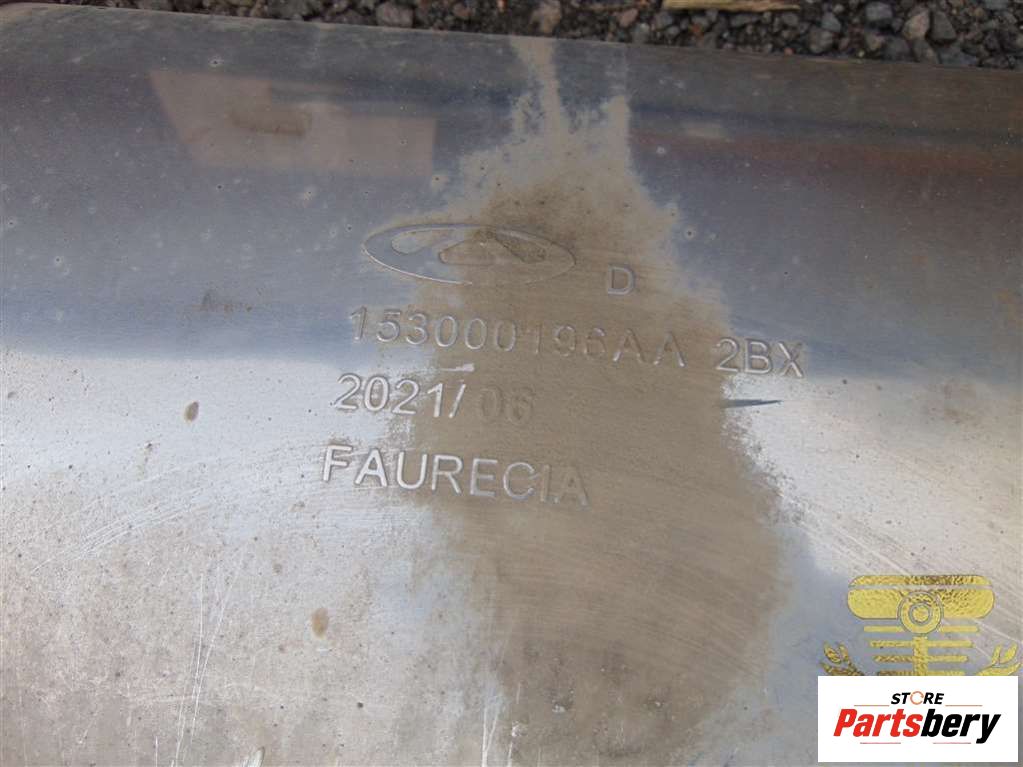 D
153000196AA 2BX
2021/06
FAURECIA
STORE
Partsbery